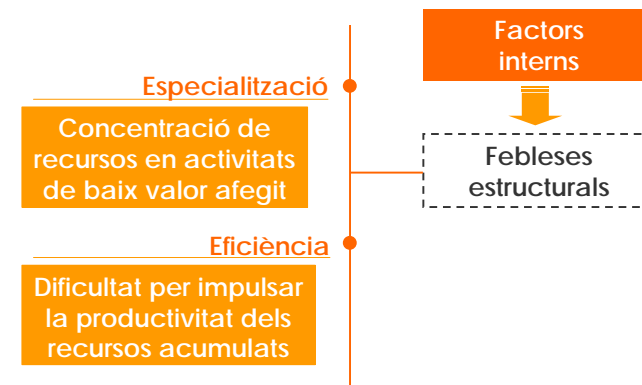 Factors
interns
Especialització
Concentració de
recursos en activitats
de baix valor afegit
Febleses
estructurals
Eficiència
Dificultat per impulsar
la productivitat dels
recursos acumulats